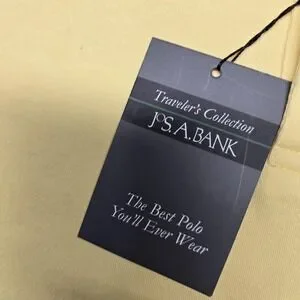 Traveler's Collection
JoS. A. BANK
The Best Polo
You'll Ever Wear